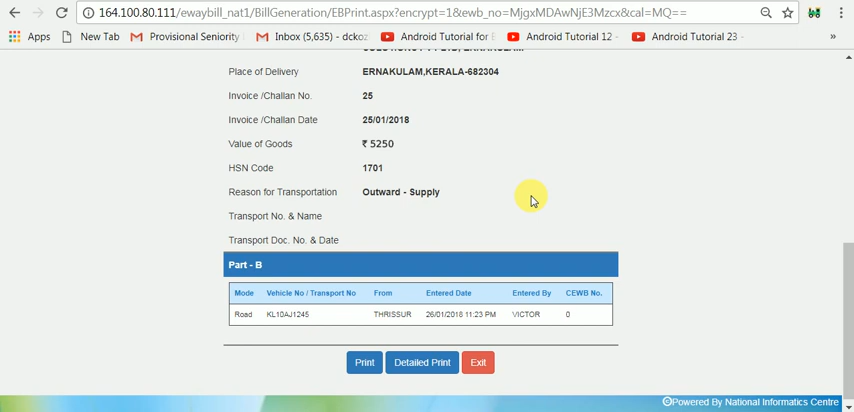 164.100.80.111/ewaybill_nat1/BillGeneration/EBPrint.aspx?encrypt=1&ewb_no=MjgxMDAwNjE3Mzcx&cal=MQ==
Apps New Tab Provisional Seniority Inbox (5,635) - dckoz Android Tutorial for B Android Tutorial 12 - Android Tutorial 23 - »
Place of Delivery ERNAKULAM,KERALA-682304
Invoice /Challan No. 25
Invoice /Challan Date 25/01/2018
Value of Goods ₹ 5250
HSN Code 1701
Reason for Transportation Outward - Supply
Transport No. & Name
Transport Doc. No. & Date
Part - B
Mode Vehicle No / Transport No From Entered Date Entered By CEWB No.
Road KL10AJ1245 THRISSUR 26/01/2018 11:23 PM VICTOR 0
Print Detailed Print Exit
©Powered By National Informatics Centre